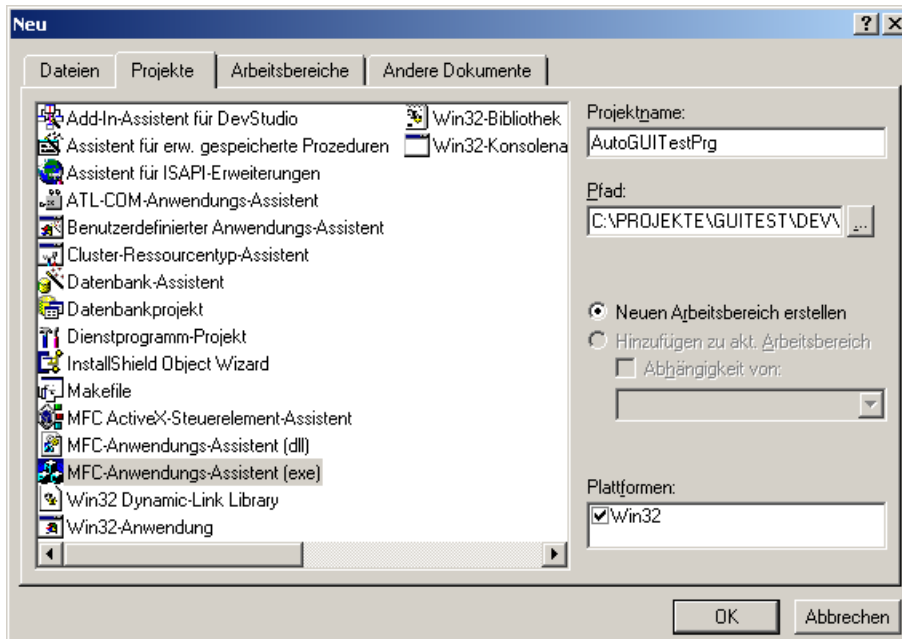 Neu
Dateien
Projekte
Arbeitsbereiche
Andere Dokumente
Add-In-Assistent für DevStudio
Assistent für erw. gespeicherte Prozeduren
Assistent für ISAPI-Erweiterungen
ATL-COM-Anwendungs-Assistent
Benutzerdefinierter Anwendungs-Assistent
Cluster-Ressourcentyp-Assistent
Datenbank-Assistent
Datenbankprojekt
Dienstprogramm-Projekt
InstallShield Object Wizard
Makefile
MFC ActiveX-Steuerelement-Assistent
MFC-Anwendungs-Assistent (dll)
MFC-Anwendungs-Assistent (exe)
Win32 Dynamic-Link Library
Win32-Anwendung
Win32-Bibliothek
Win32-Konsolena
Projektname:
AutoGUITestPrg
Pfad:
C:\PROJEKTE\GUITEST\DEV\
...
Neuen Arbeitsbereich erstellen
Hinzufügen zu akt. Arbeitsbereich
Abhängigkeit von:
Plattformen:
Win32
OK
Abbrechen